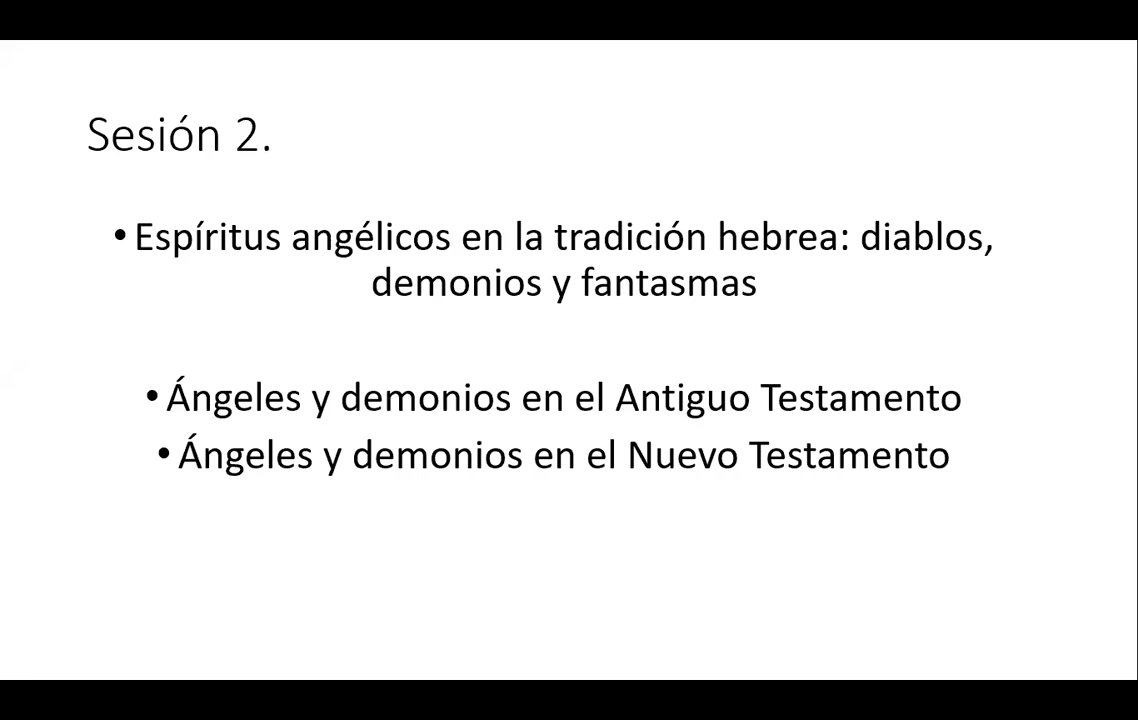 Sesión 2.
• Espíritus angélicos en la tradición hebrea: diablos,
demonios y fantasmas
• Ángeles y demonios en el Antiguo Testamento
• Ángeles y demonios en el Nuevo Testamento